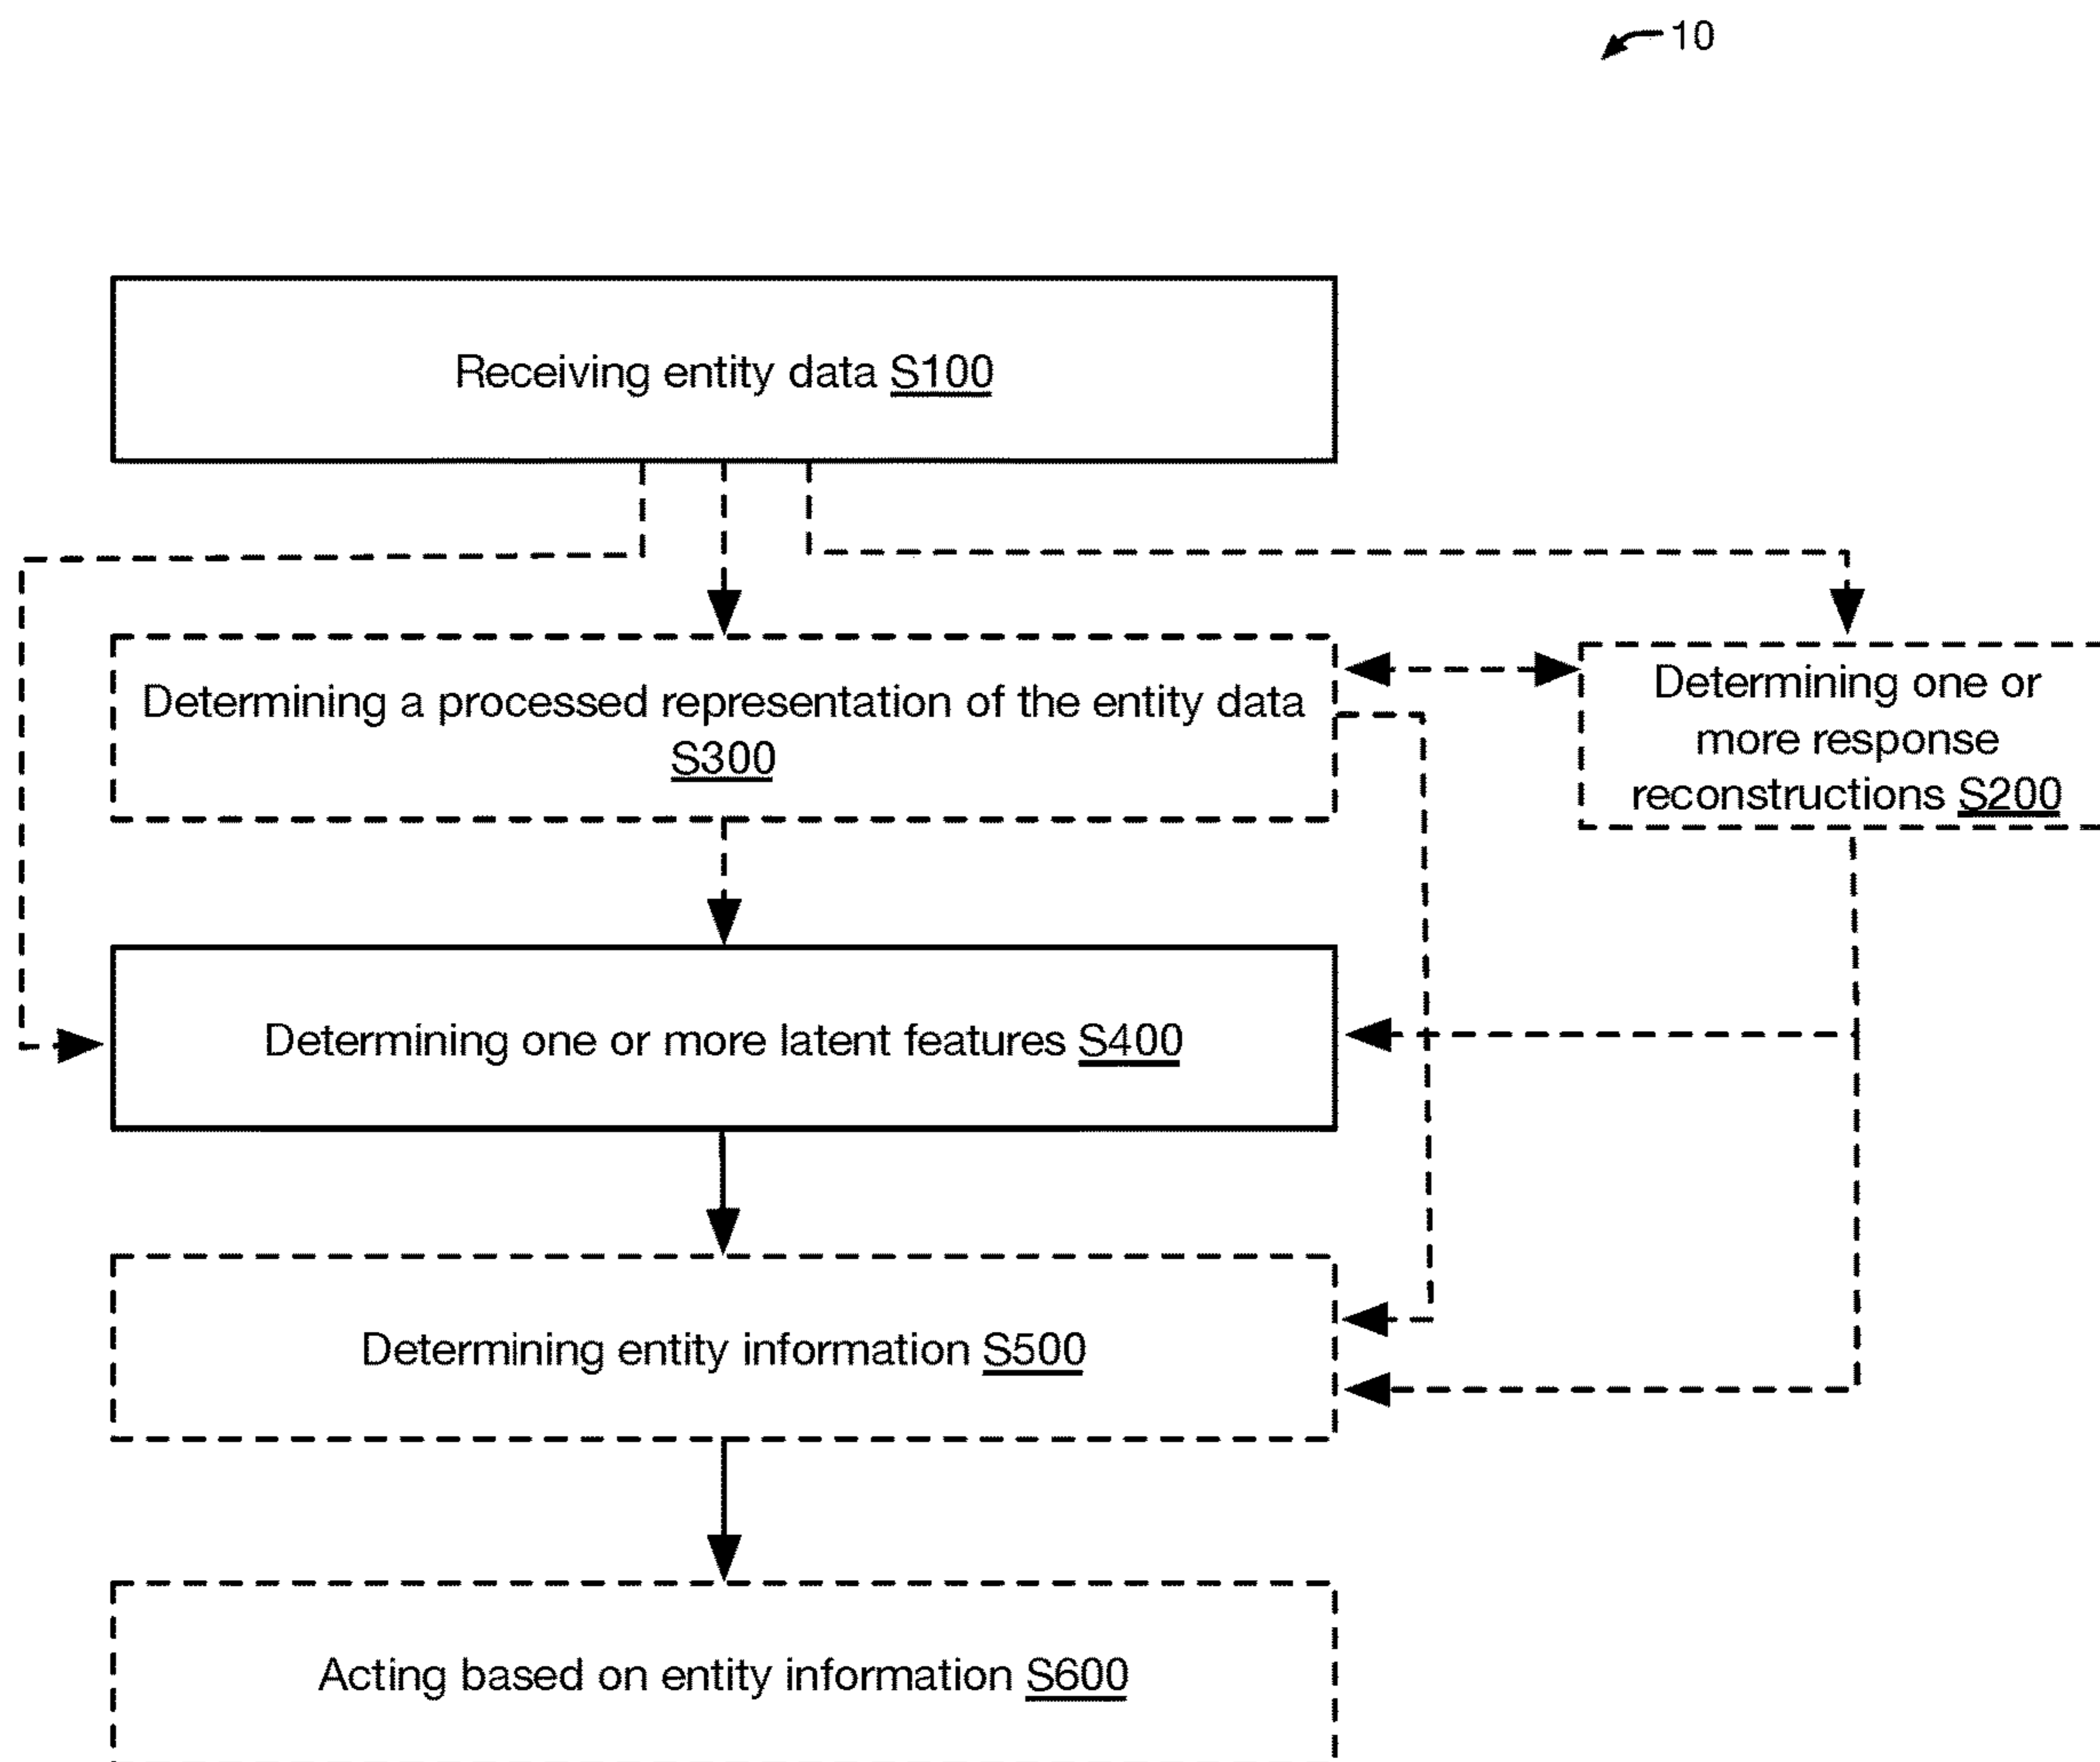 10
Receiving entity data S100
Determining a processed representation of the entity data
S300
Determining one or
more response
reconstructions S200
Determining one or more latent features S400
Determining entity information S500
Acting based on entity information S600